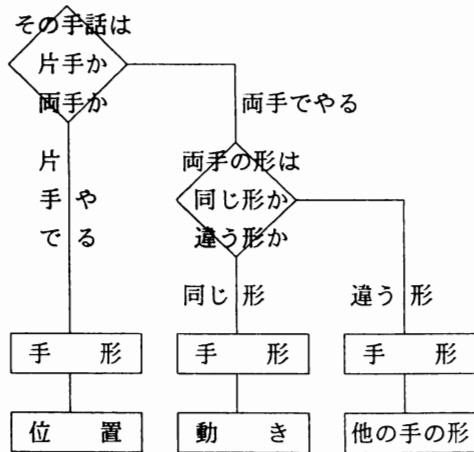 その手話は
片手か
両手か
両手でやる
片手でやる
両手の形は
同じ形か
違う形か
同じ形
違う形
手形
手形
手形
位置
動き
他の手の形